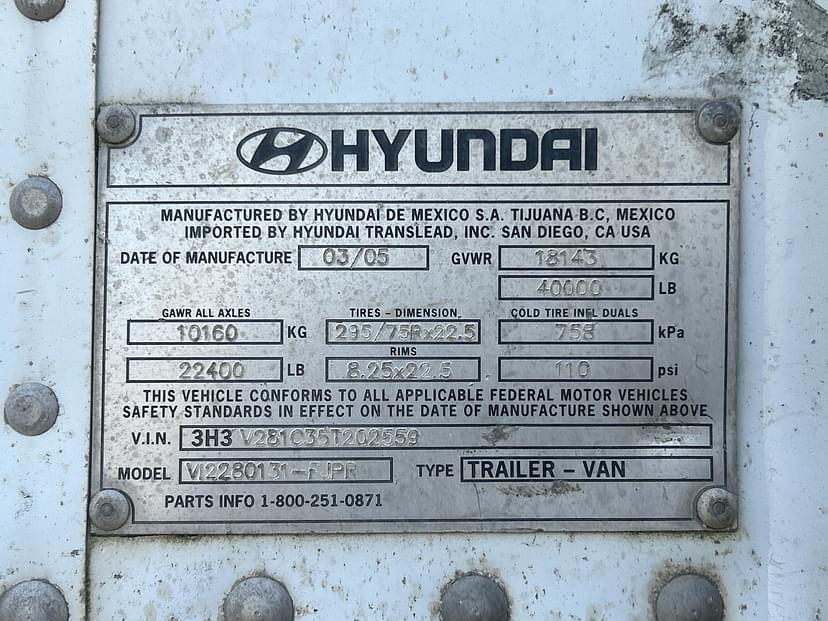 HYUNDAI
MANUFACTURED BY HYUNDAI DE MEXICO S.A. TIJUANA B.C, MEXICO
IMPORTED BY HYUNDAI TRANSLEAD, INC. SAN DIEGO, CA USA
DATE OF MANUFACTURE 03/05 GVWR 18143 KG
40000 LB
GAWR ALL AXLES TIRES - DIMENSION COLD TIRE INFL DUALS
10160 KG 295/75Rx22.5 758 kPa
RIMS
22400 LB 8.25x22.5 110 psi
THIS VEHICLE CONFORMS TO ALL APPLICABLE FEDERAL MOTOR VEHICLES
SAFETY STANDARDS IN EFFECT ON THE DATE OF MANUFACTURE SHOWN ABOVE
V.I.N. 3H3 V281C35T202559
MODEL VI2280131-FJPR TYPE TRAILER - VAN
PARTS INFO 1-800-251-0871